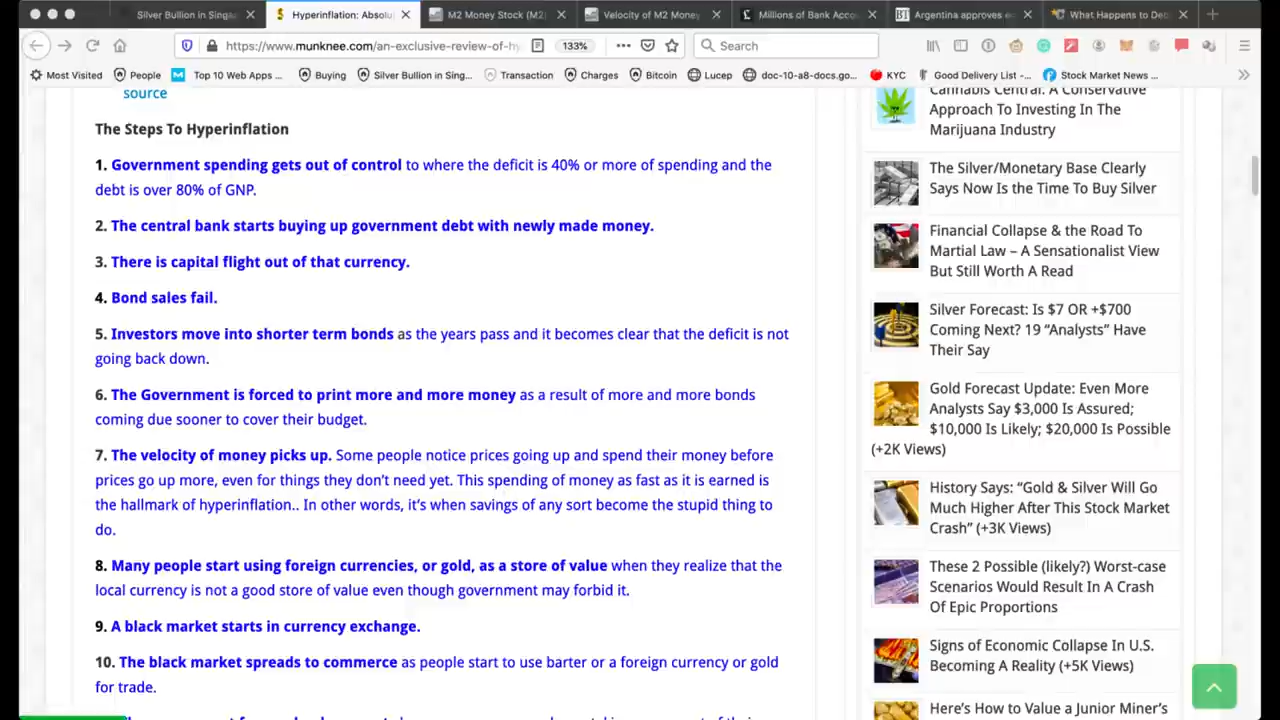 Silver Bullion in Singa
Hyperinflation: Absolu
M2 Money Stock (M2)
Velocity of M2 Money
Millions of Bank Acco
Argentina approves ec
What Happens to Deb
https://www.munknee.com/an-exclusive-review-of-hy
133%
Search
Most Visited
People
Top 10 Web Apps ...
Buying
Silver Bullion in Sing...
Transaction
Charges
Bitcoin
Lucep
doc-10-a8-docs.go...
KYC
Good Delivery List -...
Stock Market News ...
source
The Steps To Hyperinflation
1. Government spending gets out of control to where the deficit is 40% or more of spending and the
debt is over 80% of GNP.
2. The central bank starts buying up government debt with newly made money.
3. There is capital flight out of that currency.
4. Bond sales fail.
5. Investors move into shorter term bonds as the years pass and it becomes clear that the deficit is not
going back down.
6. The Government is forced to print more and more money as a result of more and more bonds
coming due sooner to cover their budget.
7. The velocity of money picks up. Some people notice prices going up and spend their money before
prices go up more, even for things they don't need yet. This spending of money as fast as it is earned is
the hallmark of hyperinflation.. In other words, it's when savings of any sort become the stupid thing to
do.
8. Many people start using foreign currencies, or gold, as a store of value when they realize that the
local currency is not a good store of value even though government may forbid it.
9. A black market starts in currency exchange.
10. The black market spreads to commerce as people start to use barter or a foreign currency or gold
for trade.
Cannabis Central: A Conservative
Approach To Investing In The
Marijuana Industry
The Silver/Monetary Base Clearly
Says Now Is the Time To Buy Silver
Financial Collapse & the Road To
Martial Law – A Sensationalist View
But Still Worth A Read
Silver Forecast: Is $7 OR +$700
Coming Next? 19 "Analysts" Have
Their Say
Gold Forecast Update: Even More
Analysts Say $3,000 Is Assured;
$10,000 Is Likely; $20,000 Is Possible
(+2K Views)
History Says: "Gold & Silver Will Go
Much Higher After This Stock Market
Crash" (+3K Views)
These 2 Possible (likely?) Worst-case
Scenarios Would Result In A Crash
Of Epic Proportions
Signs of Economic Collapse In U.S.
Becoming A Reality (+5K Views)
Here's How to Value a Junior Miner's